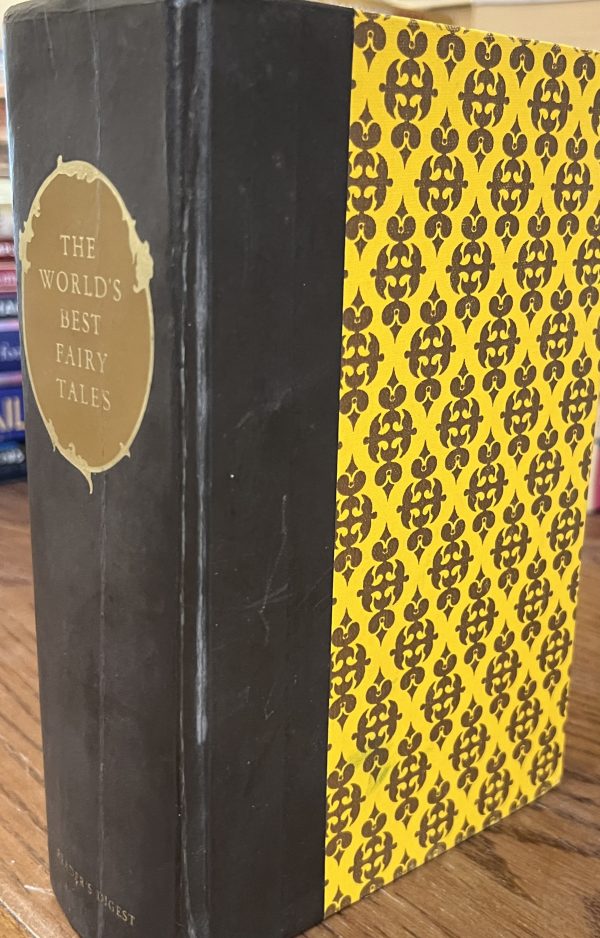 THE
WORLD'S
BEST
FAIRY
TALES
READER'S DIGEST